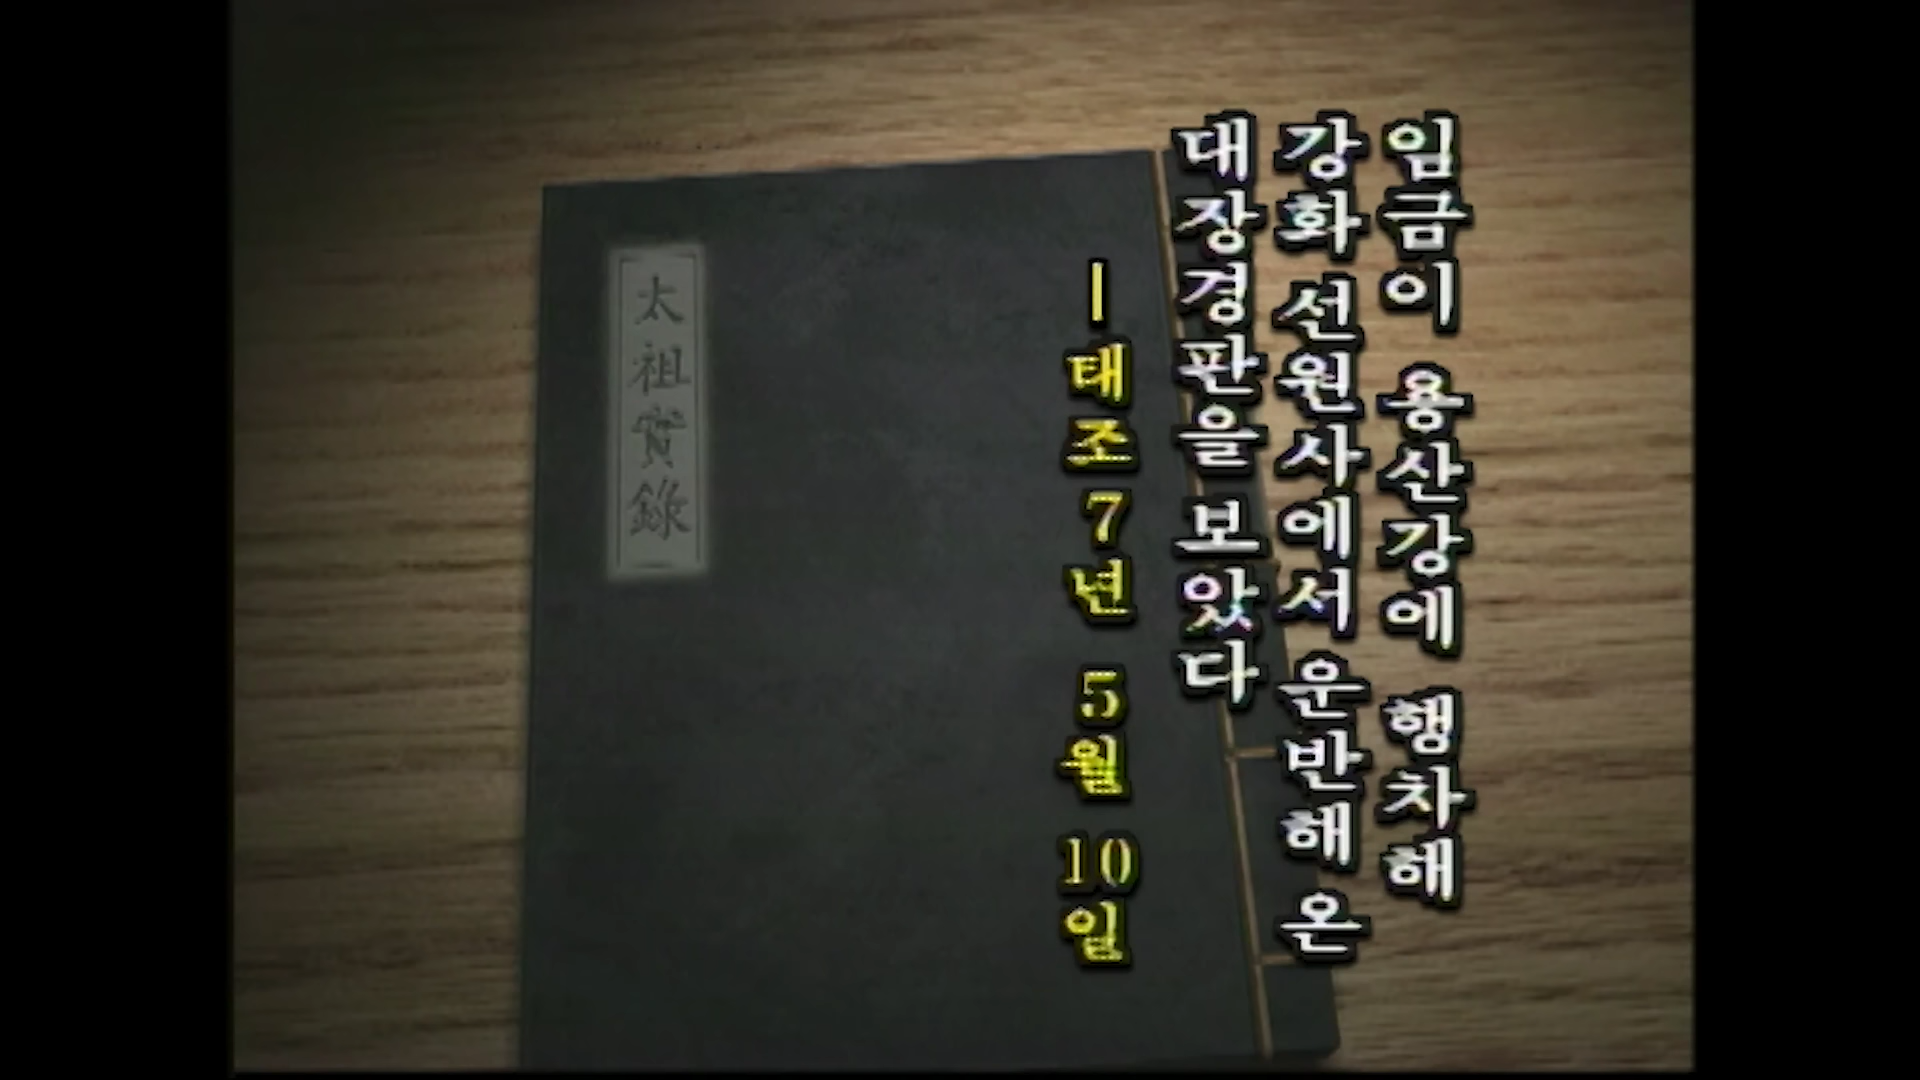 임금이 용산강에 행차해
강화 선원사에서 운반해 온
대장경판을 보았다
ㅡ태조7년 5월 10일
太祖實錄